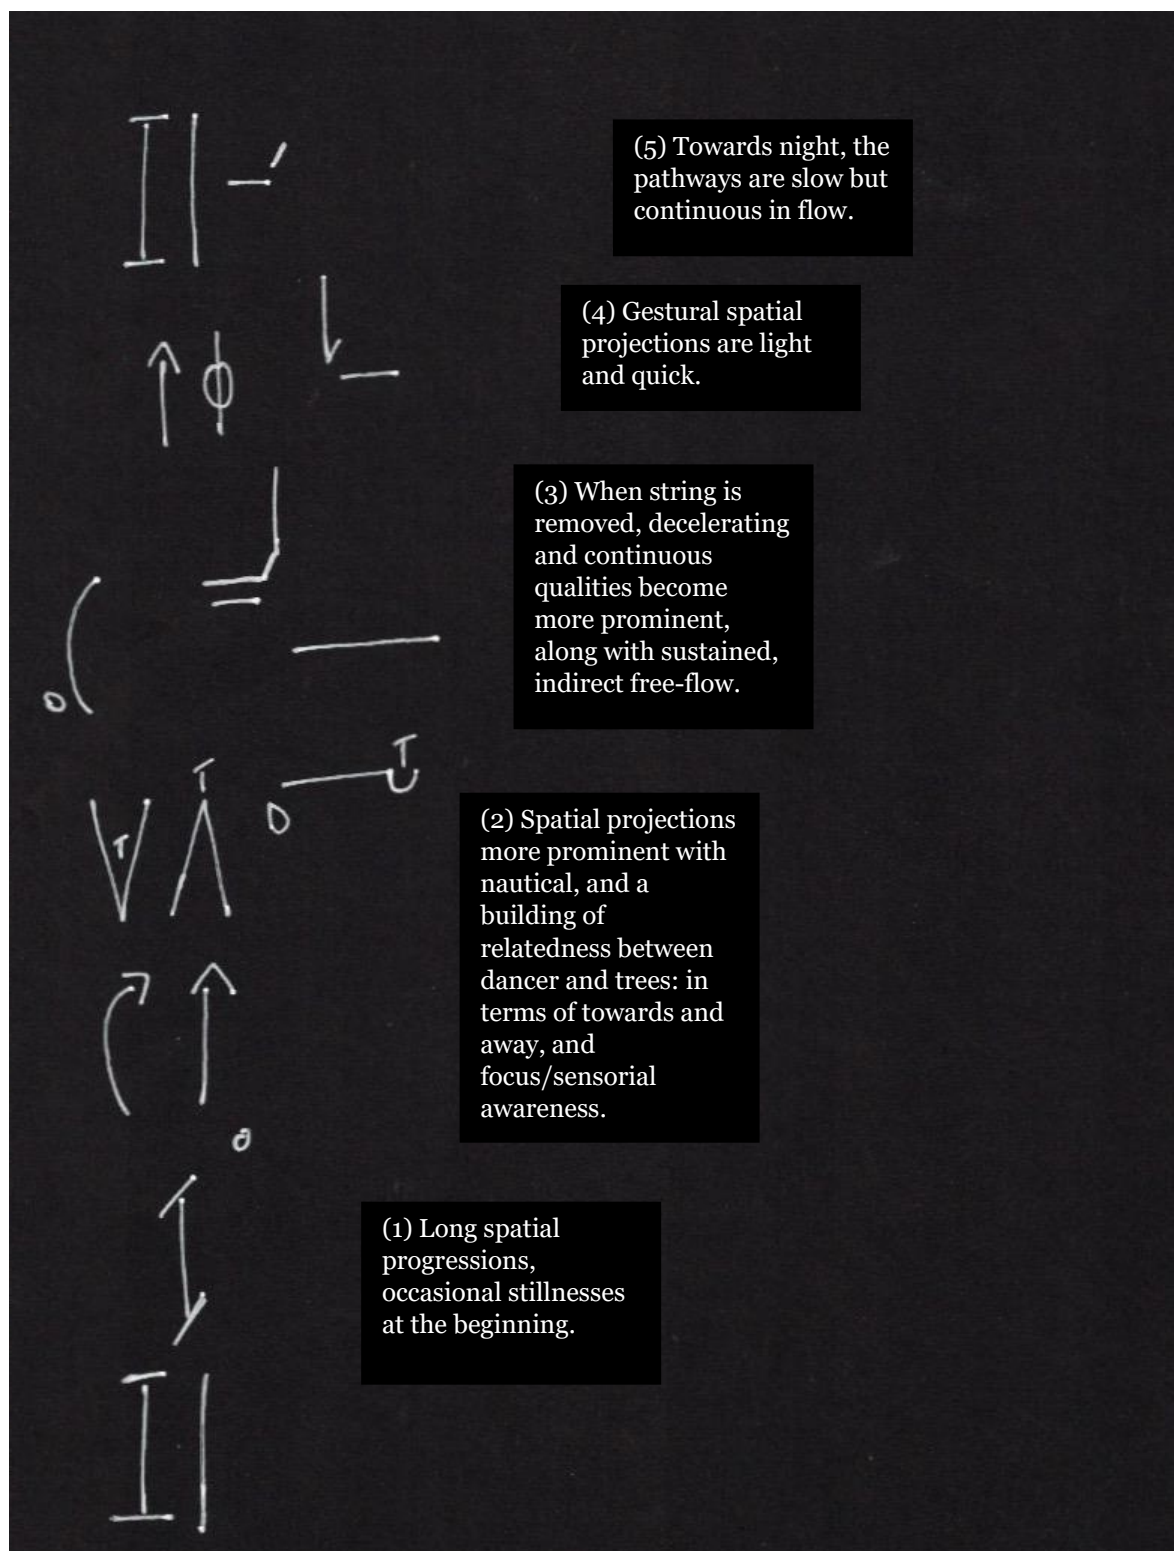 (5) Towards night, the
pathways are slow but
continuous in flow.
(4) Gestural spatial
projections are light
and quick.
(3) When string is
removed, decelerating
and continuous
qualities become
more prominent,
along with sustained,
indirect free-flow.
(2) Spatial projections
more prominent with
nautical, and a
building of
relatedness between
dancer and trees: in
terms of towards and
away, and
focus/sensorial
awareness.
(1) Long spatial
progressions,
occasional stillnesses
at the beginning.